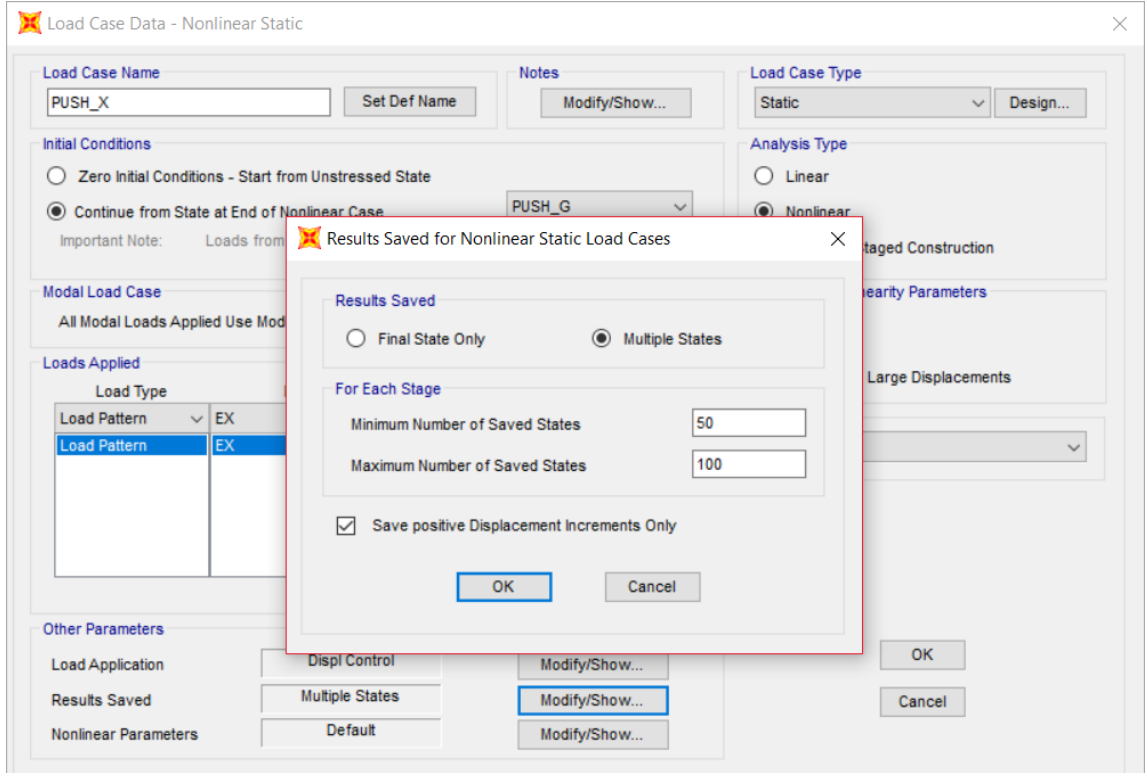 Load Case Data - Nonlinear Static
Load Case Name
PUSH_X
Set Def Name
Notes
Modify/Show...
Load Case Type
Static
Design...
Initial Conditions
Zero Initial Conditions - Start from Unstressed State
Continue from State at End of Nonlinear Case
PUSH_G
Important Note: Loads from
Analysis Type
Linear
Nonlinear
Staged Construction
Modal Load Case
All Modal Loads Applied Use Mod
nearity Parameters
Large Displacements
Loads Applied
Load Type
Load Pattern EX
Load Pattern EX
Results Saved for Nonlinear Static Load Cases
Results Saved
Final State Only
Multiple States
For Each Stage
Minimum Number of Saved States 50
Maximum Number of Saved States 100
Save positive Displacement Increments Only
OK
Cancel
Other Parameters
Load Application Displ Control Modify/Show...
Results Saved Multiple States Modify/Show...
Nonlinear Parameters Default Modify/Show...
OK
Cancel